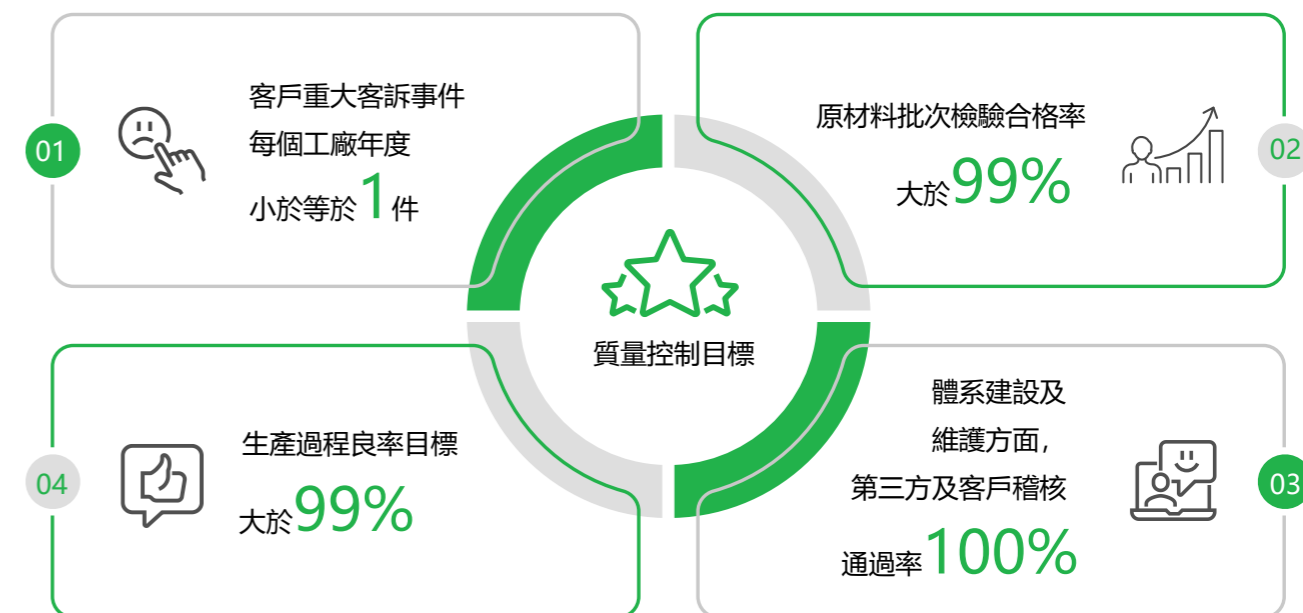 01
客戶重大客訴事件
每個工廠年度
小於等於1件
02
原材料批次檢驗合格率
大於99%
質量控制目標
03
體系建設及
維護方面，
第三方及客戶稽核
通過率100%
04
生產過程良率目標
大於99%